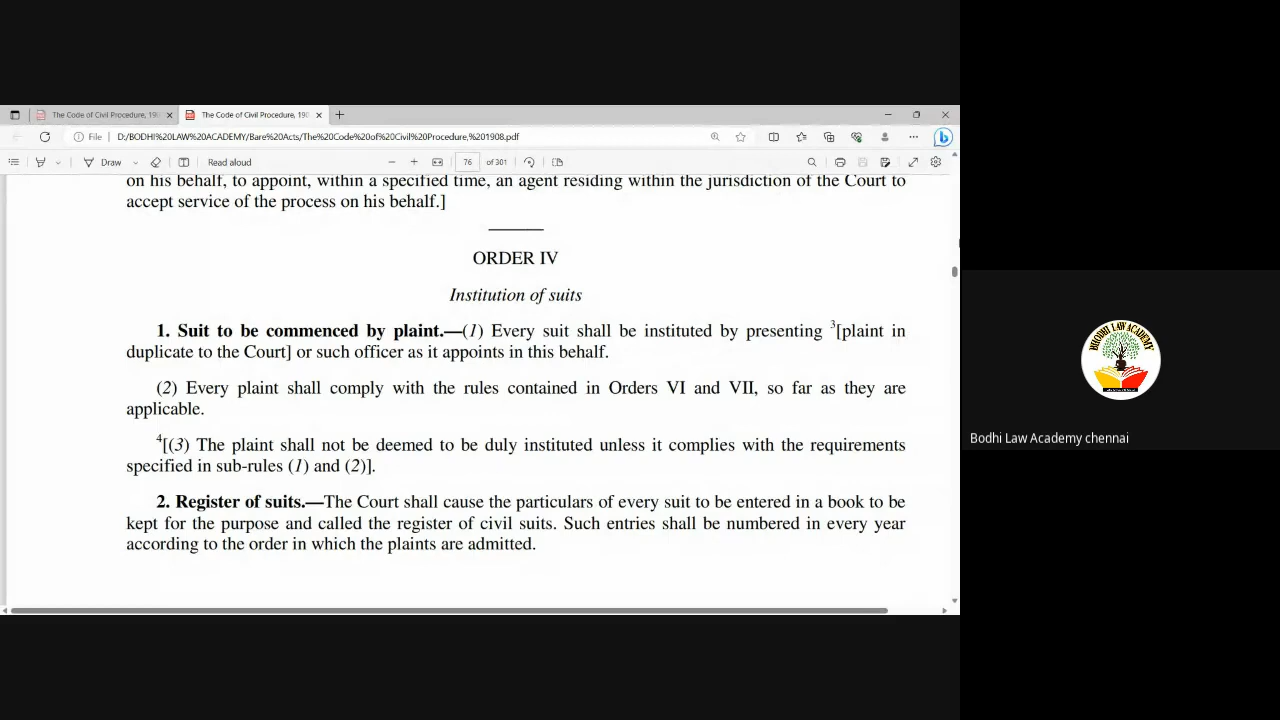 The Code of Civil Procedure, 19
The Code of Civil Procedure, 19
File
D:/BODHI%20LAW%20ACADEMY/Bare%20Acts/The%20Code%20of%20Civil%20Procedure,%201908.pdf
Draw
Read aloud
76
of 301
on his behalf, to appoint, within a specified time, an agent residing within the jurisdiction of the Court to
accept service of the process on his behalf.]
ORDER IV
Institution of suits
1. Suit to be commenced by plaint.—(1) Every suit shall be instituted by presenting 3[plaint in
duplicate to the Court] or such officer as it appoints in this behalf.
(2) Every plaint shall comply with the rules contained in Orders VI and VII, so far as they are
applicable.
4[(3) The plaint shall not be deemed to be duly instituted unless it complies with the requirements
specified in sub-rules (1) and (2)].
2. Register of suits.—The Court shall cause the particulars of every suit to be entered in a book to be
kept for the purpose and called the register of civil suits. Such entries shall be numbered in every year
according to the order in which the plaints are admitted.
BHODHI LAW ACADEMY
Bodhi Law Academy chennai